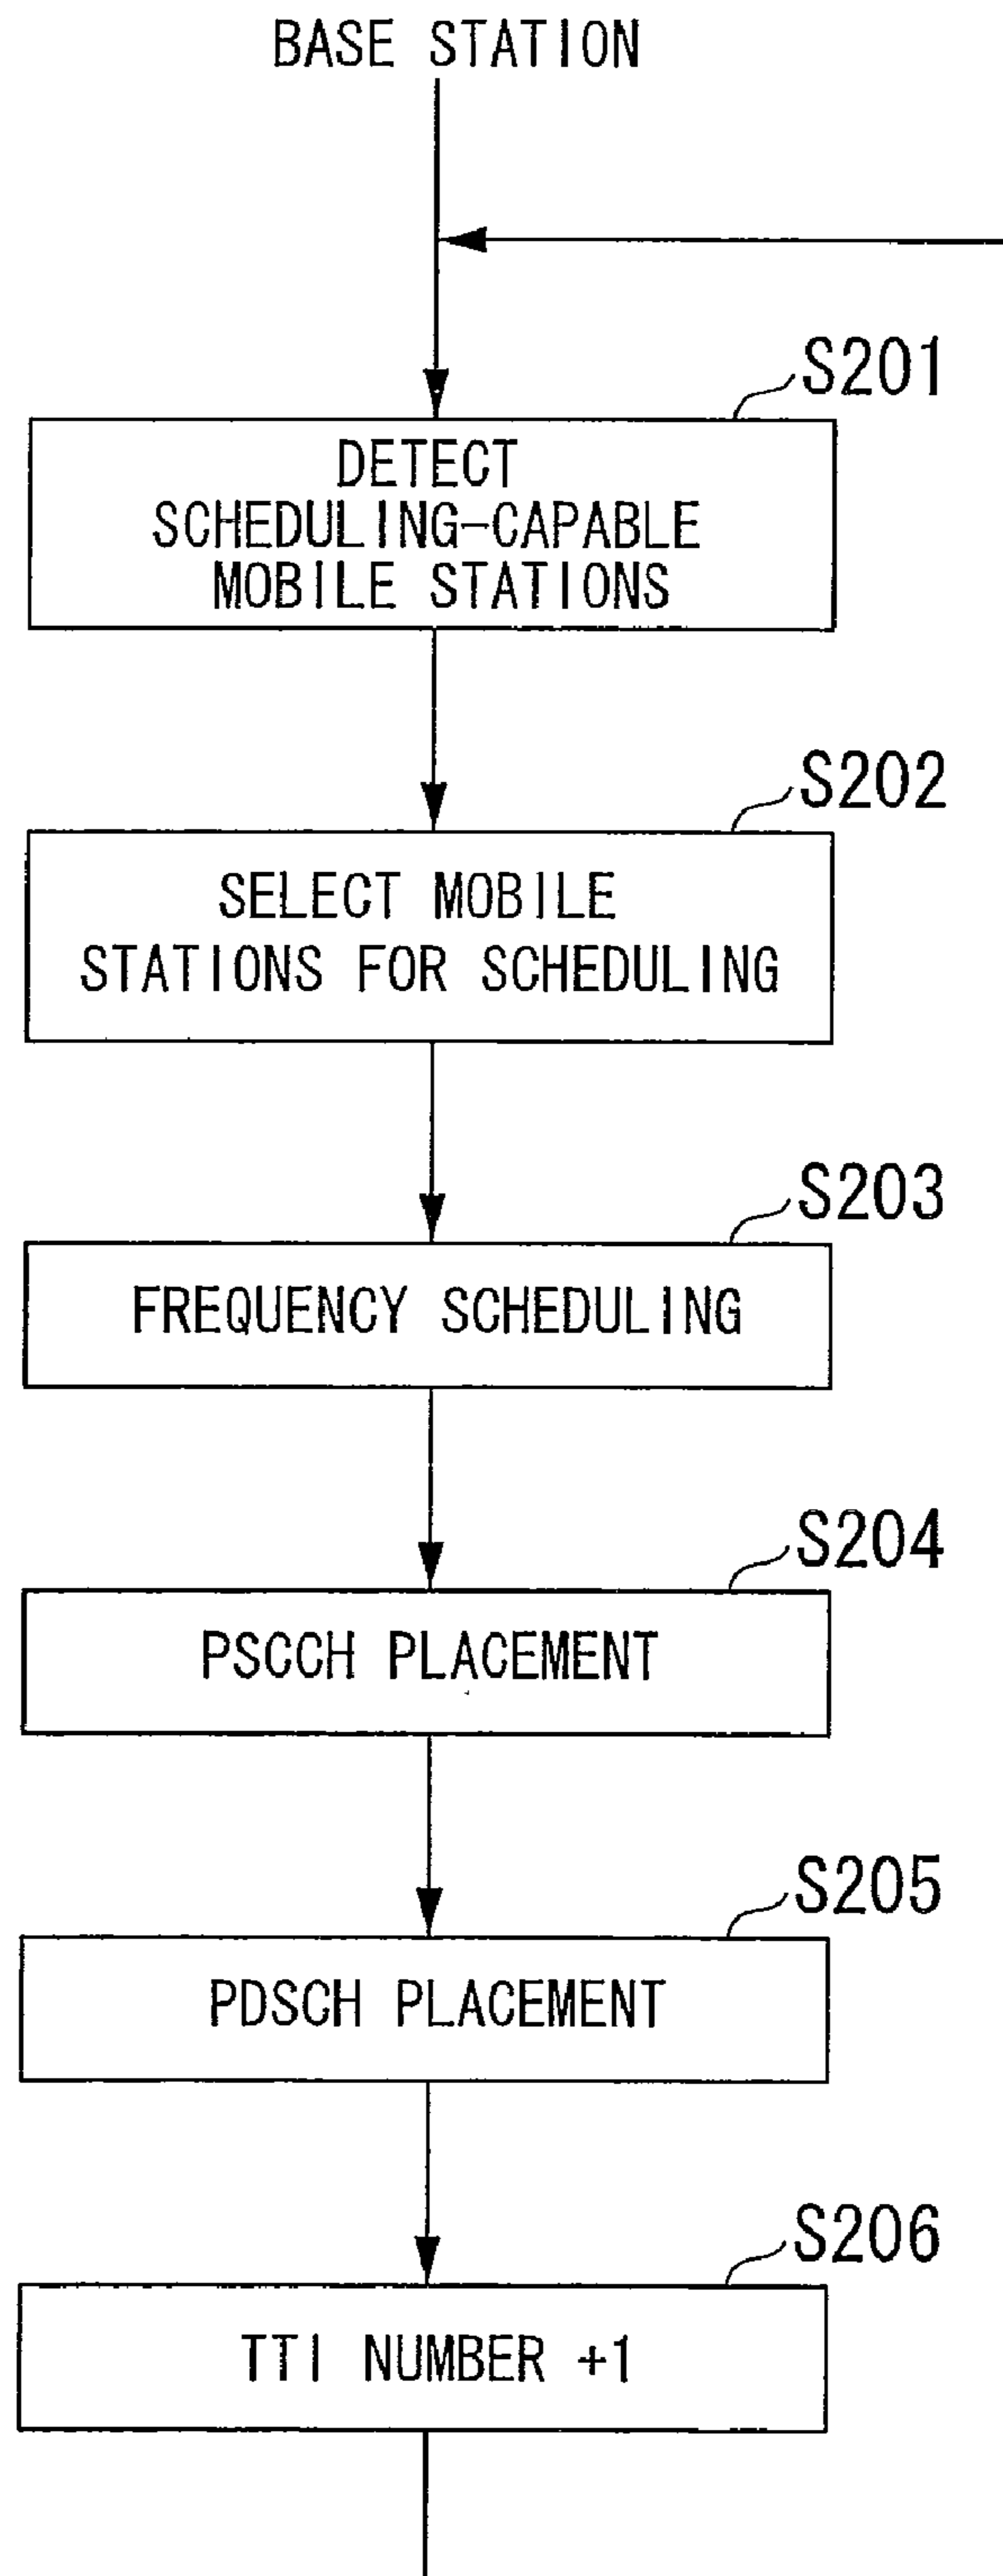 BASE STATION
S201
DETECT
SCHEDULING-CAPABLE
MOBILE STATIONS
S202
SELECT MOBILE
STATIONS FOR SCHEDULING
S203
FREQUENCY SCHEDULING
S204
PSCCH PLACEMENT
S205
PDSCH PLACEMENT
S206
TTI NUMBER +1